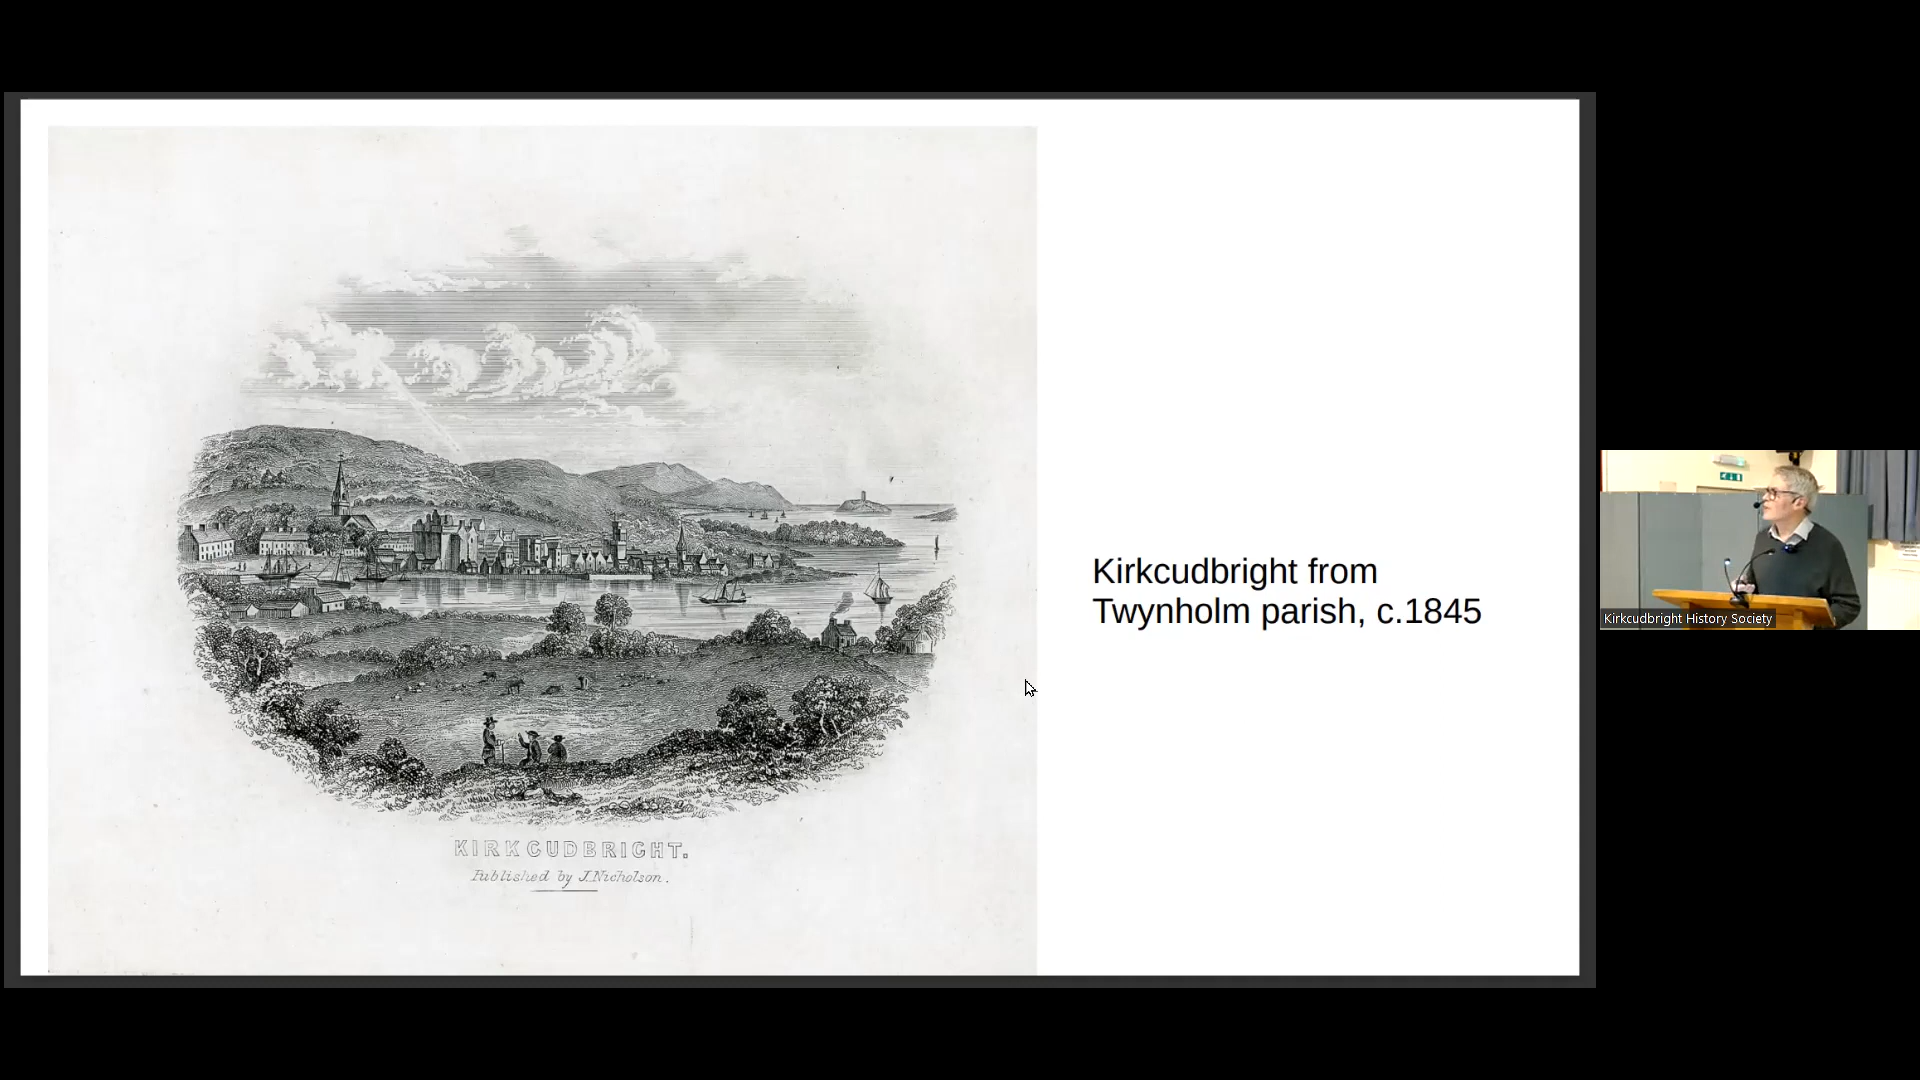 KIRKCUDBRIGHT.
Published by J. Nicholson.
Kirkcudbright from
Twynholm parish, c.1845
Kirkcudbright History Society